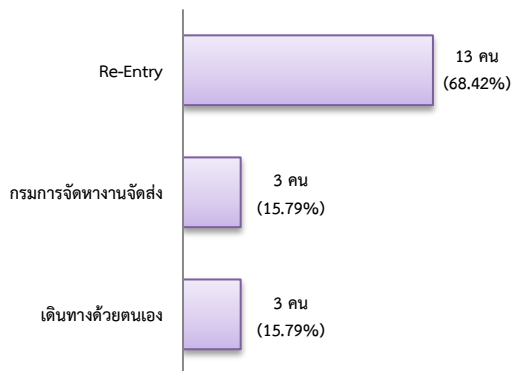 Re-Entry
13 คน
(68.42%)
กรมการจัดหางานจัดส่ง
3 คน
(15.79%)
เดินทางด้วยตนเอง
3 คน
(15.79%)